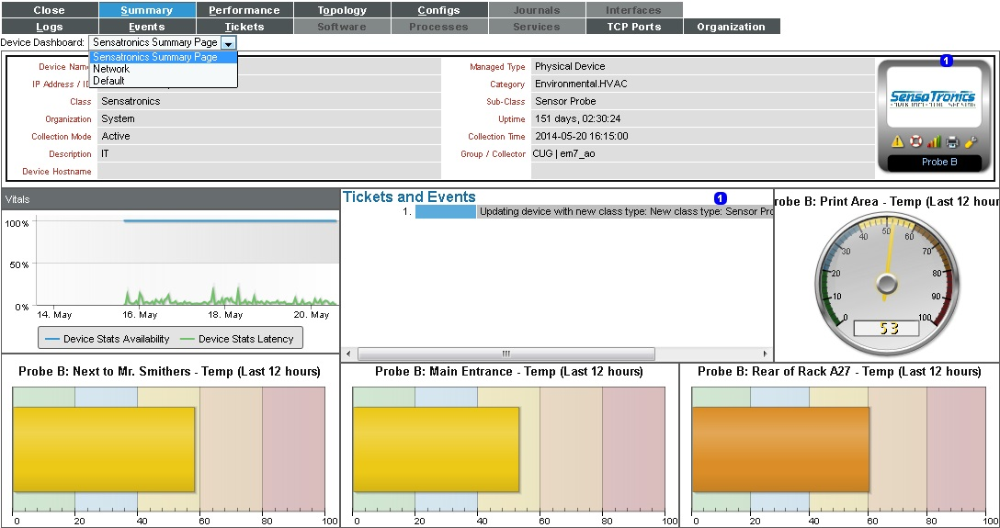 Close Summary Performance Topology Configs Journals Interfaces
Logs Events Tickets Software Processes Services TCP Ports Organization
Device Dashboard: Sensatronics Summary Page
Sensatronics Summary Page
Network
Default
Device Nam
Managed Type Physical Device
IP Address / ID
Category Environmental.HVAC
Class Sensatronics
Sub-Class Sensor Probe
Organization System
Uptime 151 days, 02:30:24
Collection Mode Active
Collection Time 2014-05-20 16:15:00
Description IT
Group / Collector CUG | em7_ao
Device Hostname
1
SensaTronics
Probe B
Vitals
100%
50%
0%
14. May 16. May 18. May 20. May
Device Stats Availability Device Stats Latency
Tickets and Events 1
1. Updating device with new class type: New class type: Sensor Pro
robe B: Print Area - Temp (Last 12 hour
0 10 20 30 40 50 60 70 80 90 100
53
Probe B: Next to Mr. Smithers - Temp (Last 12 hours)
0 20 40 60 80 100
Probe B: Main Entrance - Temp (Last 12 hours)
0 20 40 60 80 100
Probe B: Rear of Rack A27 - Temp (Last 12 hours)
0 20 40 60 80 100